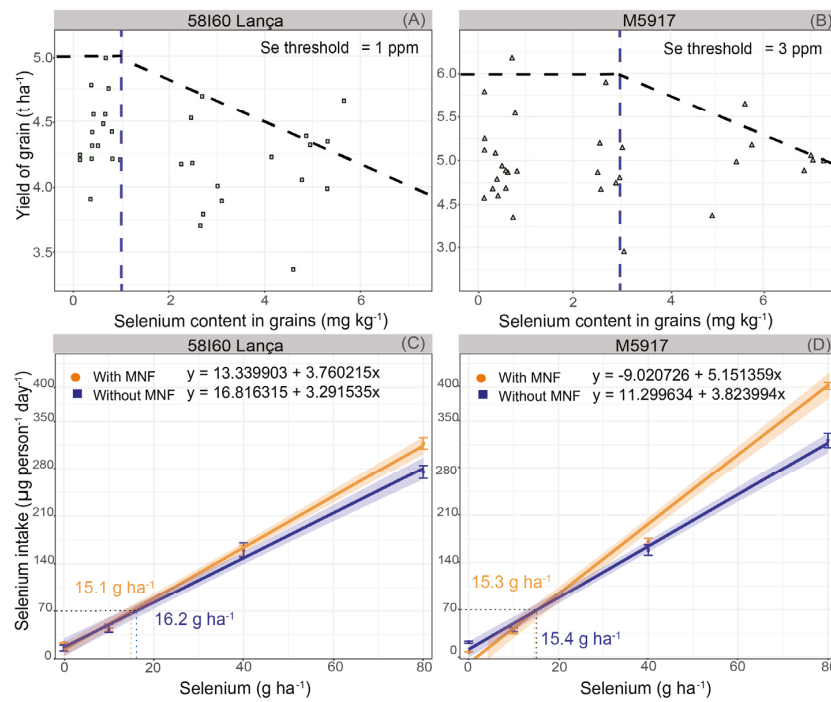 58I60 Lança (A)
Se threshold = 1 ppm
Yield of grain (t ha⁻¹)
5.0
4.5
4.0
3.5
0 2 4 6
Selenium content in grains (mg kg⁻¹)
M5917 (B)
Se threshold = 3 ppm
6.0
5.5
5.0
4.5
3.0
0 2 4 6
Selenium content in grains (mg kg⁻¹)
58I60 Lança (C)
With MNF y = 13.339903 + 3.760215x
Without MNF y = 16.816315 + 3.291535x
Selenium intake (µg person⁻¹ day⁻¹)
400
350
280
210
140
70
0
15.1 g ha⁻¹
16.2 g ha⁻¹
0 20 40 60 80
Selenium (g ha⁻¹)
M5917 (D)
With MNF y = -9.020726 + 5.151359x
Without MNF y = 11.299634 + 3.823994x
400
350
280
210
140
70
0
15.3 g ha⁻¹
15.4 g ha⁻¹
0 20 40 60 80
Selenium (g ha⁻¹)